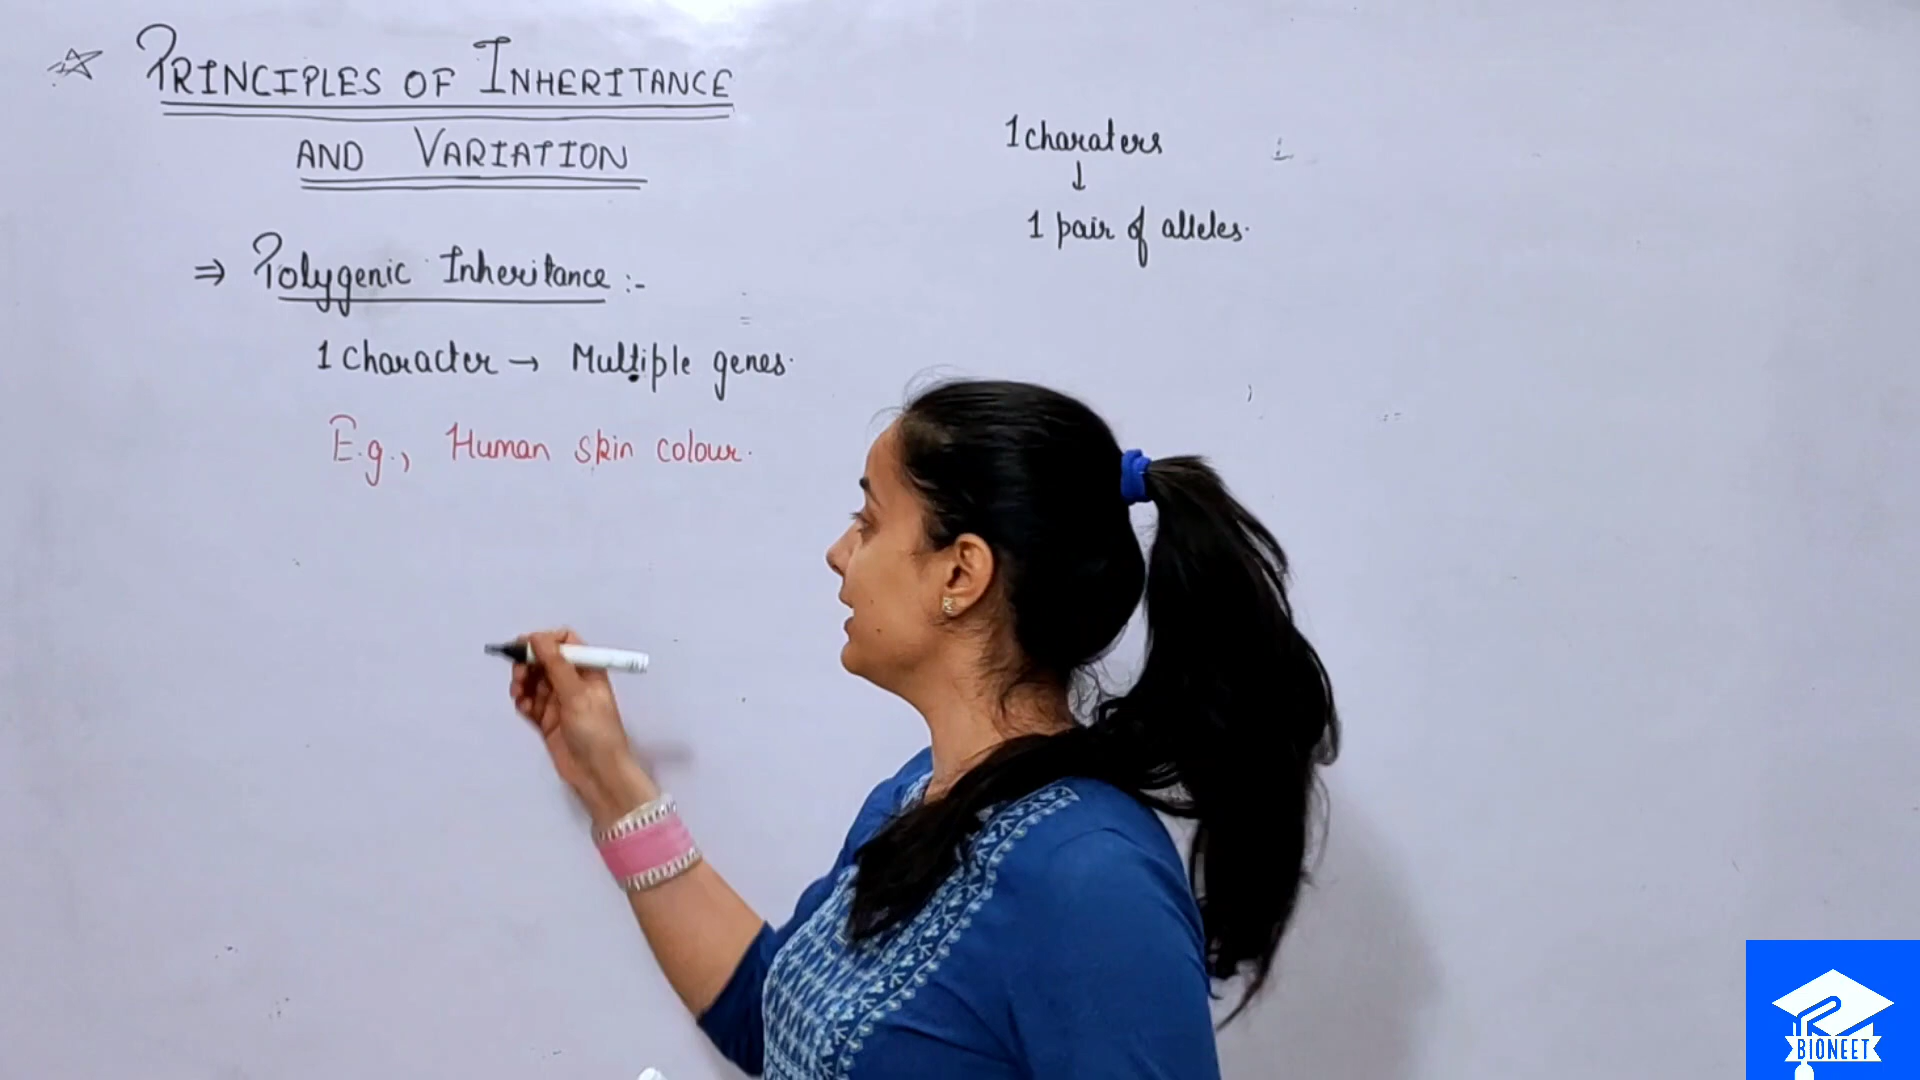 PRINCIPLES OF INHERITANCE
AND VARIATION
⇒ Polygenic Inheritance :-
1 Character → Multiple genes.
E.g., Human skin colour.
1 charaters
↓
1 pair of alleles.
BIONEET